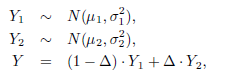 Y₁ ∼ N(μ₁, σ₁²),
Y₂ ∼ N(μ₂, σ₂²),
Y = (1 − Δ) · Y₁ + Δ · Y₂,